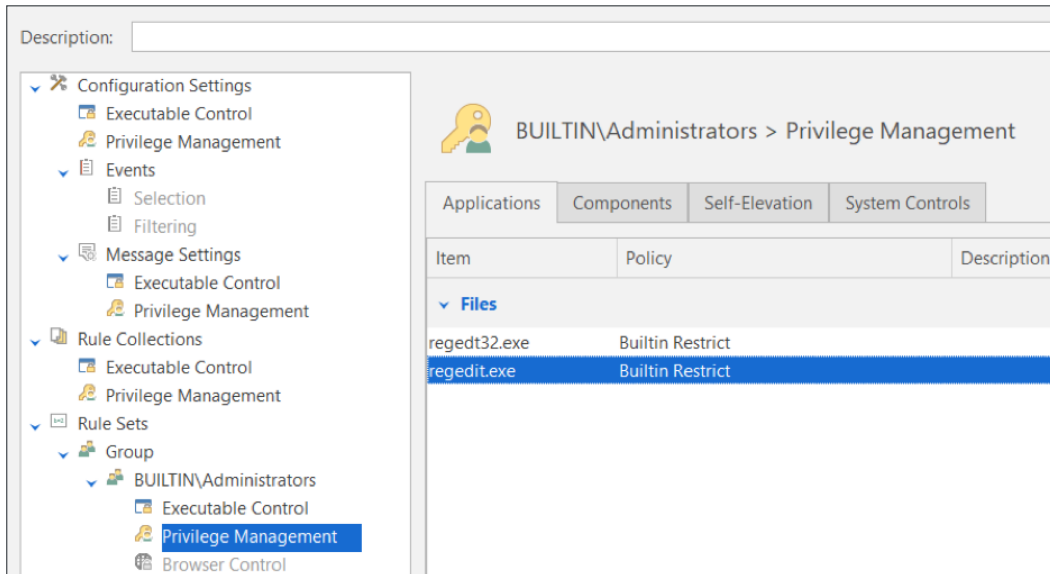 Description:
Configuration Settings
Executable Control
Privilege Management
Events
Selection
Filtering
Message Settings
Executable Control
Privilege Management
Rule Collections
Executable Control
Privilege Management
Rule Sets
Group
BUILTIN\Administrators
Executable Control
Privilege Management
Browser Control
BUILTIN\Administrators > Privilege Management
Applications Components Self-Elevation System Controls
Item Policy Description
Files
regedt32.exe Builtin Restrict
regedit.exe Builtin Restrict